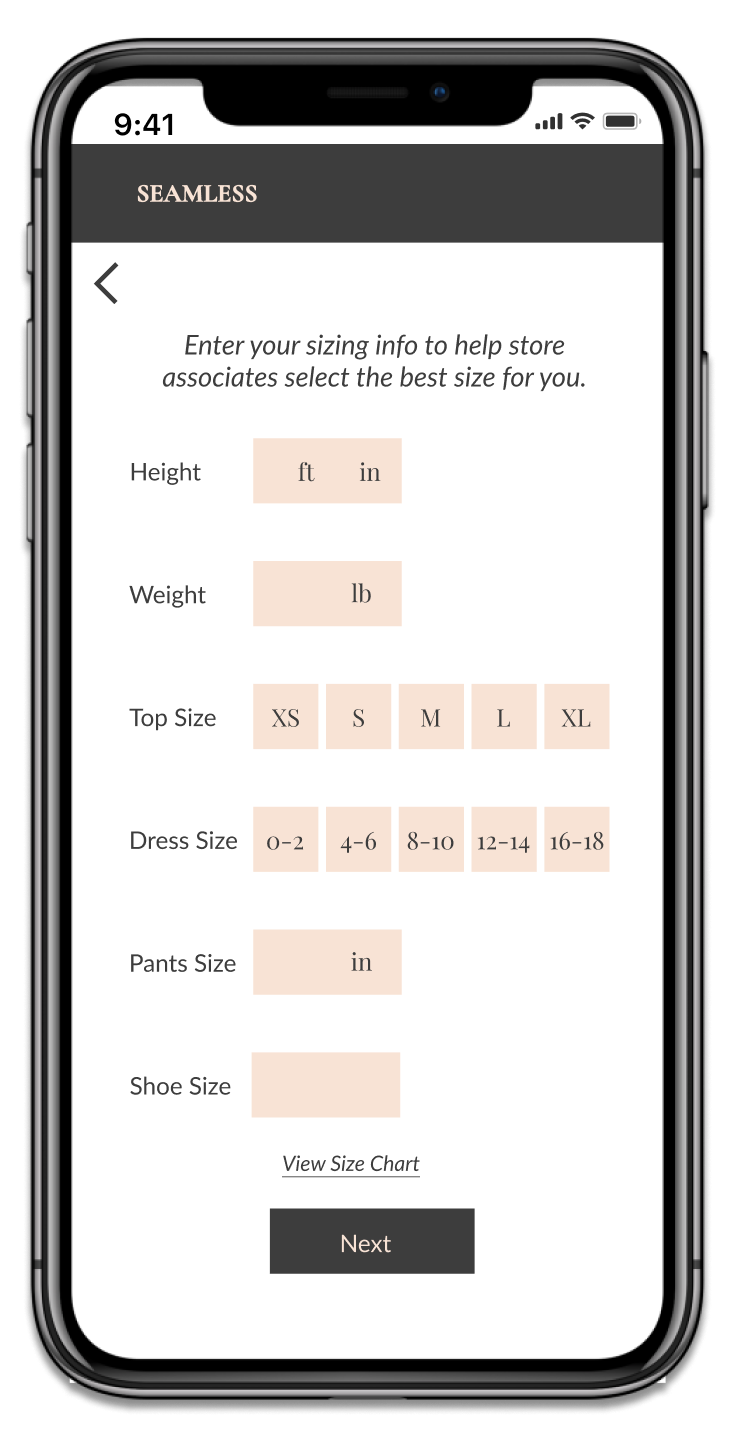 9:41
SEAMLESS
Enter your sizing info to help store
associates select the best size for you.
Height ft in
Weight lb
Top Size XS S M L XL
Dress Size 0-2 4-6 8-10 12-14 16-18
Pants Size in
Shoe Size
View Size Chart
Next